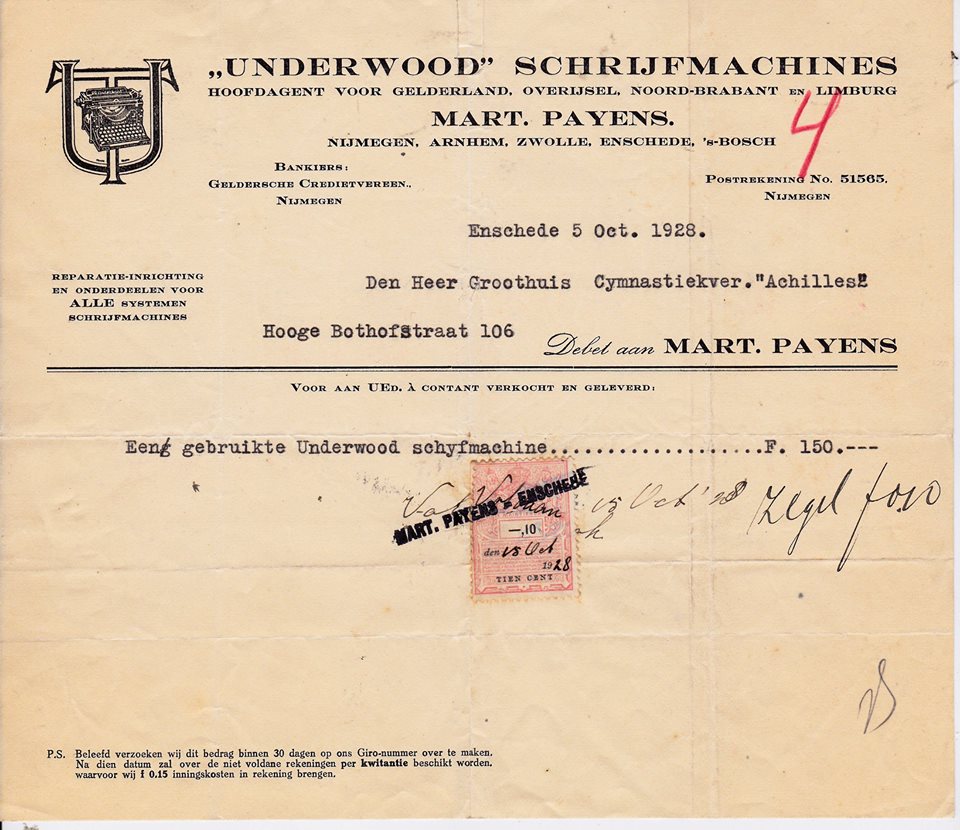 „UNDERWOOD” SCHRIJFMACHINES
HOOFDAGENT VOOR GELDERLAND, OVERIJSEL, NOORD-BRABANT EN LIMBURG
4
MART. PAYENS.
NIJMEGEN, ARNHEM, ZWOLLE, ENSCHEDE, 's-BOSCH
BANKIERS:
GELDERSCHE CREDIETVEREEN.,
NIJMEGEN
POSTREKENING No. 51565,
NIJMEGEN
Enschede 5 Oct. 1928.
REPARATIE-INRICHTING
EN ONDERDEELEN VOOR
ALLE SYSTEMEN
SCHRIJFMACHINES
Den Heer Groothuis Cymnastiekver."Achilles"
Hooge Bothofstraat 106
Debet aan MART. PAYENS
VOOR AAN UED. À CONTANT VERKOCHT EN GELEVERD:
Een gebruikte Underwood schyfmachine....................F. 150.---
15 Oct '28 Zegel f0.10
MART. PAYENS - ENSCHEDE
—,10
den 15 Oct
1928
TIEN CENT
P.S. Beleefd verzoeken wij dit bedrag binnen 30 dagen op ons Giro-nummer over te maken.
Na dien datum zal over de niet voldane rekeningen per kwitantie beschikt worden,
waarvoor wij f 0.15 inningskosten in rekening brengen.